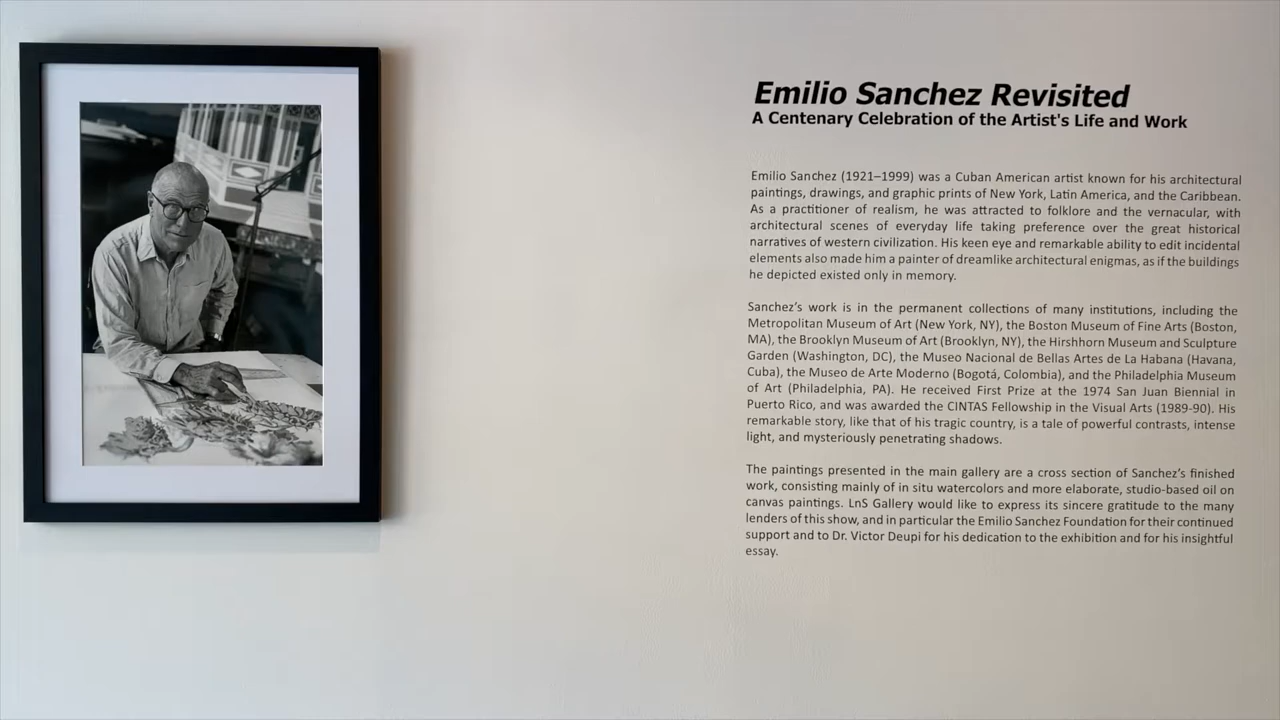 Emilio Sanchez Revisited
A Centenary Celebration of the Artist's Life and Work
Emilio Sanchez (1921–1999) was a Cuban American artist known for his architectural
paintings, drawings, and graphic prints of New York, Latin America, and the Caribbean.
As a practitioner of realism, he was attracted to folklore and the vernacular, with
architectural scenes of everyday life taking preference over the great historical
narratives of western civilization. His keen eye and remarkable ability to edit incidental
elements also made him a painter of dreamlike architectural enigmas, as if the buildings
he depicted existed only in memory.
Sanchez's work is in the permanent collections of many institutions, including the
Metropolitan Museum of Art (New York, NY), the Boston Museum of Fine Arts (Boston,
MA), the Brooklyn Museum of Art (Brooklyn, NY), the Hirshhorn Museum and Sculpture
Garden (Washington, DC), the Museo Nacional de Bellas Artes de La Habana (Havana,
Cuba), the Museo de Arte Moderno (Bogotá, Colombia), and the Philadelphia Museum
of Art (Philadelphia, PA). He received First Prize at the 1974 San Juan Biennial in
Puerto Rico, and was awarded the CINTAS Fellowship in the Visual Arts (1989-90). His
remarkable story, like that of his tragic country, is a tale of powerful contrasts, intense
light, and mysteriously penetrating shadows.
The paintings presented in the main gallery are a cross section of Sanchez's finished
work, consisting mainly of in situ watercolors and more elaborate, studio-based oil on
canvas paintings. LnS Gallery would like to express its sincere gratitude to the many
lenders of this show, and in particular the Emilio Sanchez Foundation for their continued
support and to Dr. Victor Deupi for his dedication to the exhibition and for his insightful
essay.